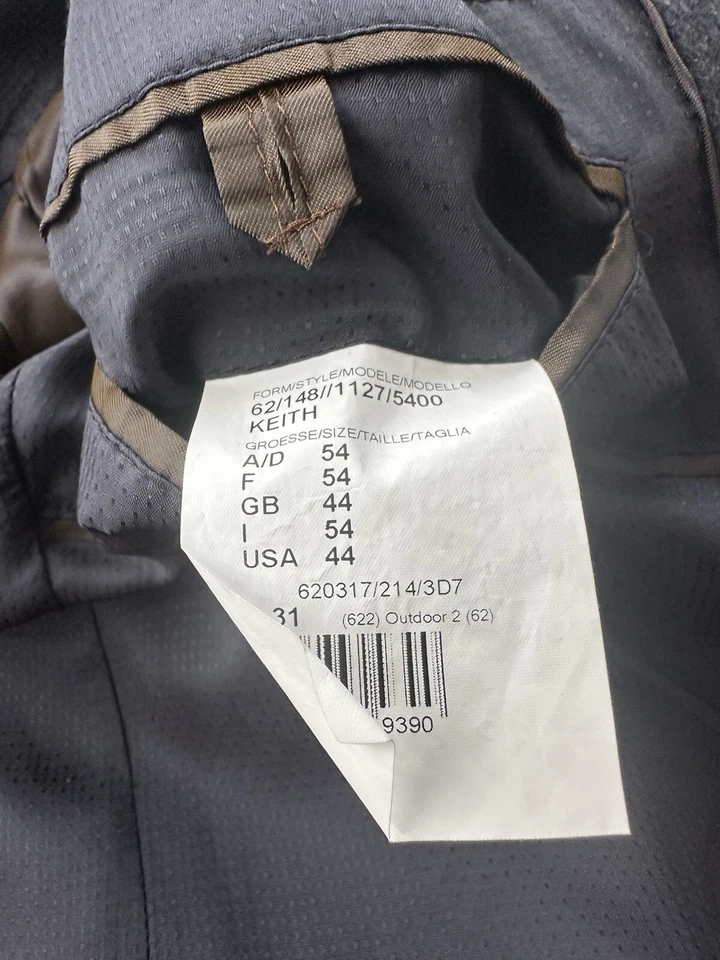 FORM/STYLE/MODELE/MODELLO
62/148//1127/5400
KEITH
GROESSE/SIZE/TAILLE/TAGLIA
A/D 54
F 54
GB 44
I 54
USA 44
620317/214/3D7
31 (622) Outdoor 2 (62)
9390